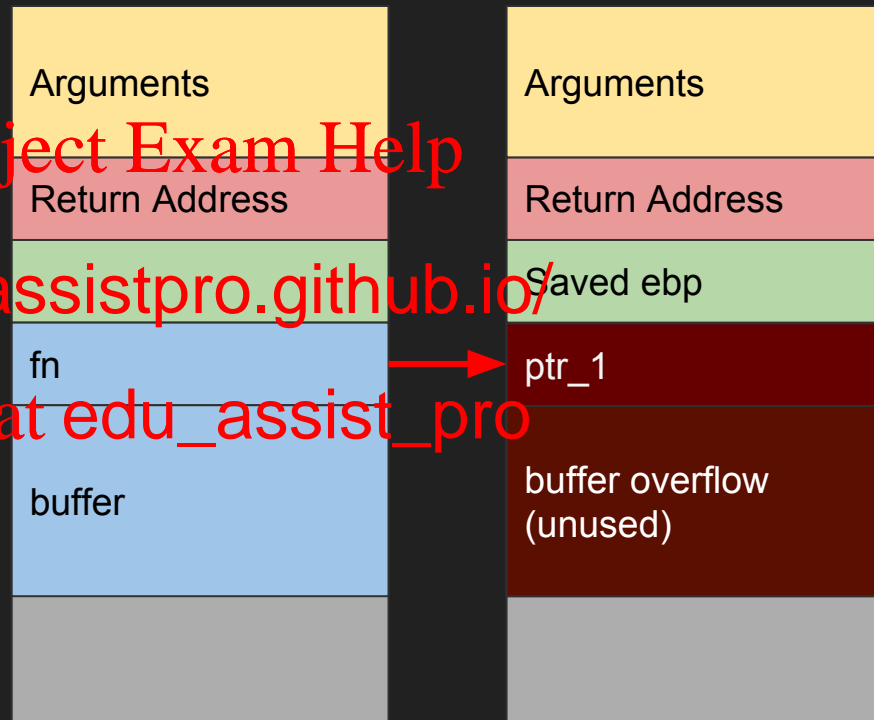 Arguments
Arguments
ject Exam Help
Return Address
Return Address
assistpro.github.io/
Saved ebp
fn
ptr_1
at edu_assist_pro
buffer
buffer overflow
(unused)